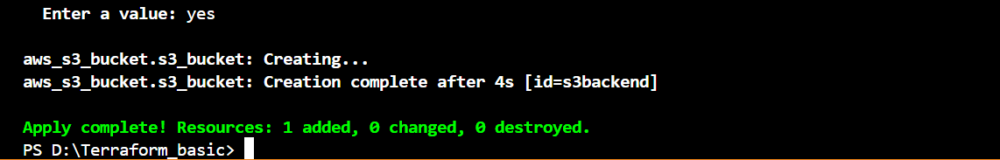 Enter a value: yes
aws_s3_bucket.s3_bucket: Creating...
aws_s3_bucket.s3_bucket: Creation complete after 4s [id=s3backend]
Apply complete! Resources: 1 added, 0 changed, 0 destroyed.
PS D:\Terraform_basic>